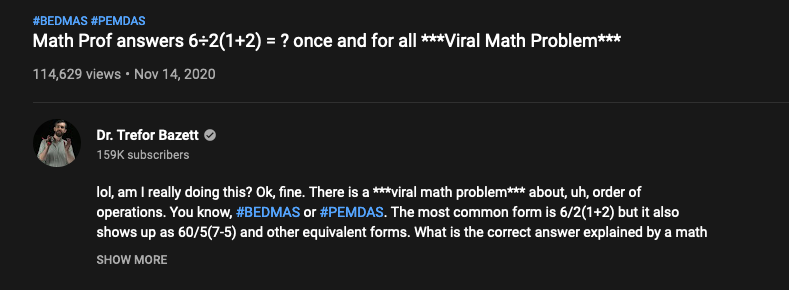 #BEDMAS #PEMDAS
Math Prof answers 6÷2(1+2) = ? once and for all ***Viral Math Problem***
114,629 views • Nov 14, 2020
Dr. Trefor Bazett
159K subscribers
lol, am I really doing this? Ok, fine. There is a ***viral math problem*** about, uh, order of
operations. You know, #BEDMAS or #PEMDAS. The most common form is 6/2(1+2) but it also
shows up as 60/5(7-5) and other equivalent forms. What is the correct answer explained by a math
SHOW MORE